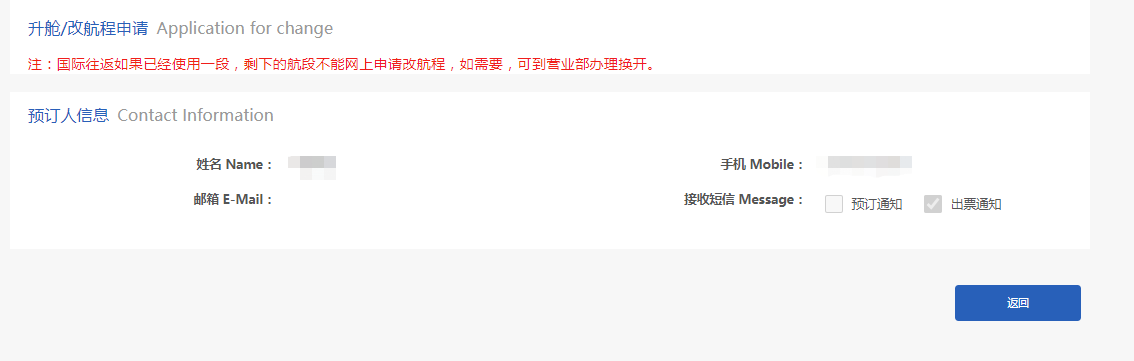 升舱/改航程申请 Application for change
注：国际往返如果已经使用一段，剩下的航段不能网上申请改航程，如需要，可到营业部办理换开。
预订人信息 Contact Information
姓名 Name： 手机 Mobile：
邮箱 E-Mail： 接收短信 Message： 预订通知 出票通知
返回